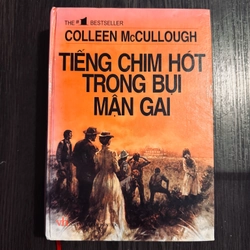 THE #1 BESTSELLER
COLLEEN McCULLOUGH
TIẾNG CHIM HÓT
TRONG BỤI
MẬN GAI